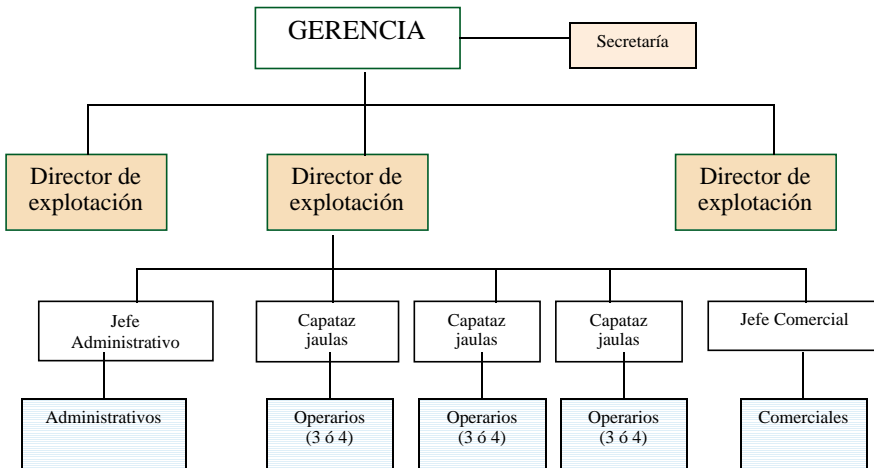 GERENCIA
Secretaría
Director de
explotación
Director de
explotación
Director de
explotación
Jefe
Administrativo
Capataz
jaulas
Capataz
jaulas
Capataz
jaulas
Jefe Comercial
Administrativos
Operarios
(3 ó 4)
Operarios
(3 ó 4)
Operarios
(3 ó 4)
Comerciales